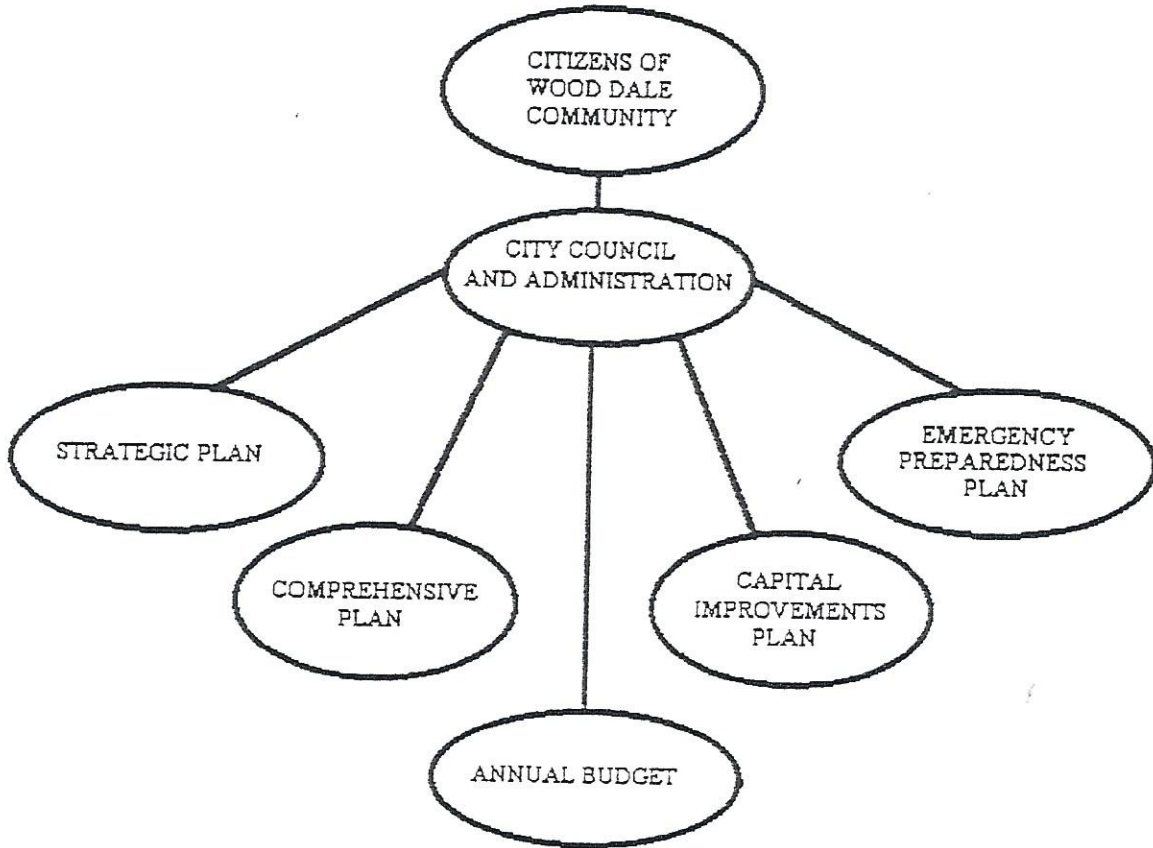 CITIZENS OF
WOOD DALE
COMMUNITY
CITY COUNCIL
AND ADMINISTRATION
STRATEGIC PLAN
EMERGENCY
PREPAREDNESS
PLAN
COMPREHENSIVE
PLAN
CAPITAL
IMPROVEMENTS
PLAN
ANNUAL BUDGET